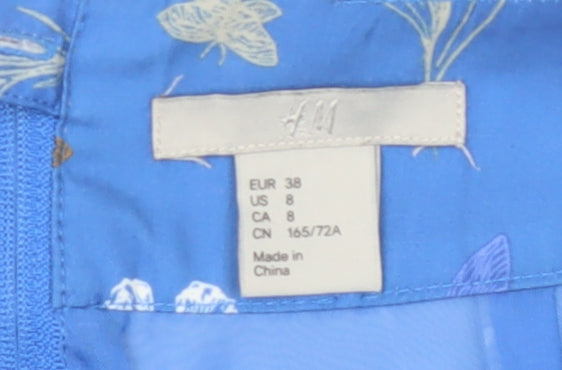 H&M
EUR 38
US 8
CA 8
CN 165/72A
Made in
China